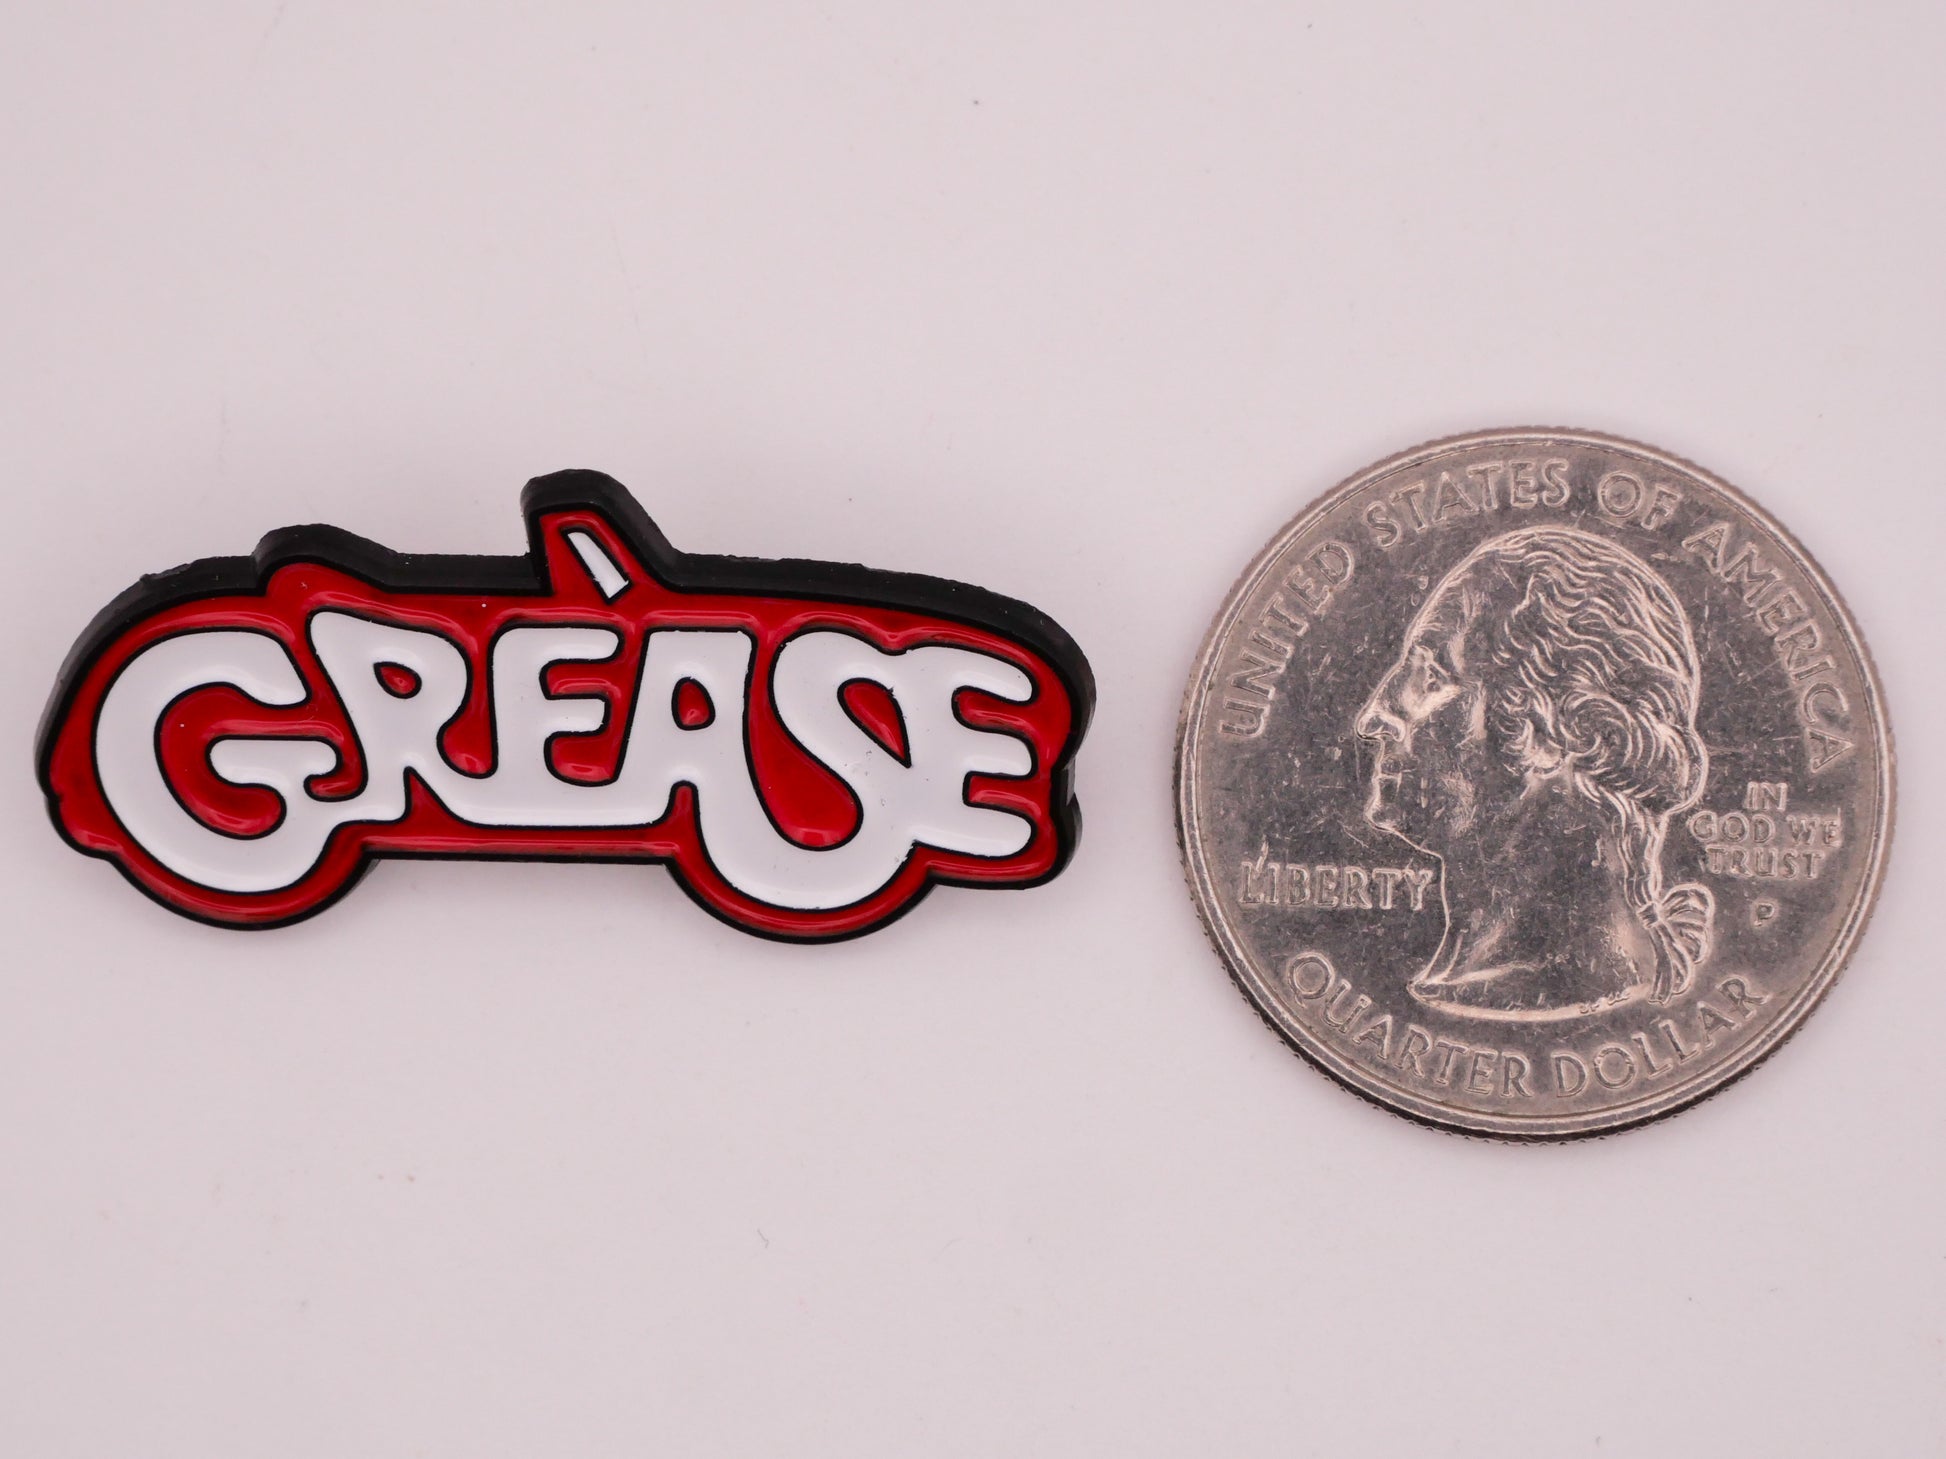 GREASE
UNITED STATES OF AMERICA
LIBERTY
IN
GOD WE
TRUST
P
QUARTER DOLLAR